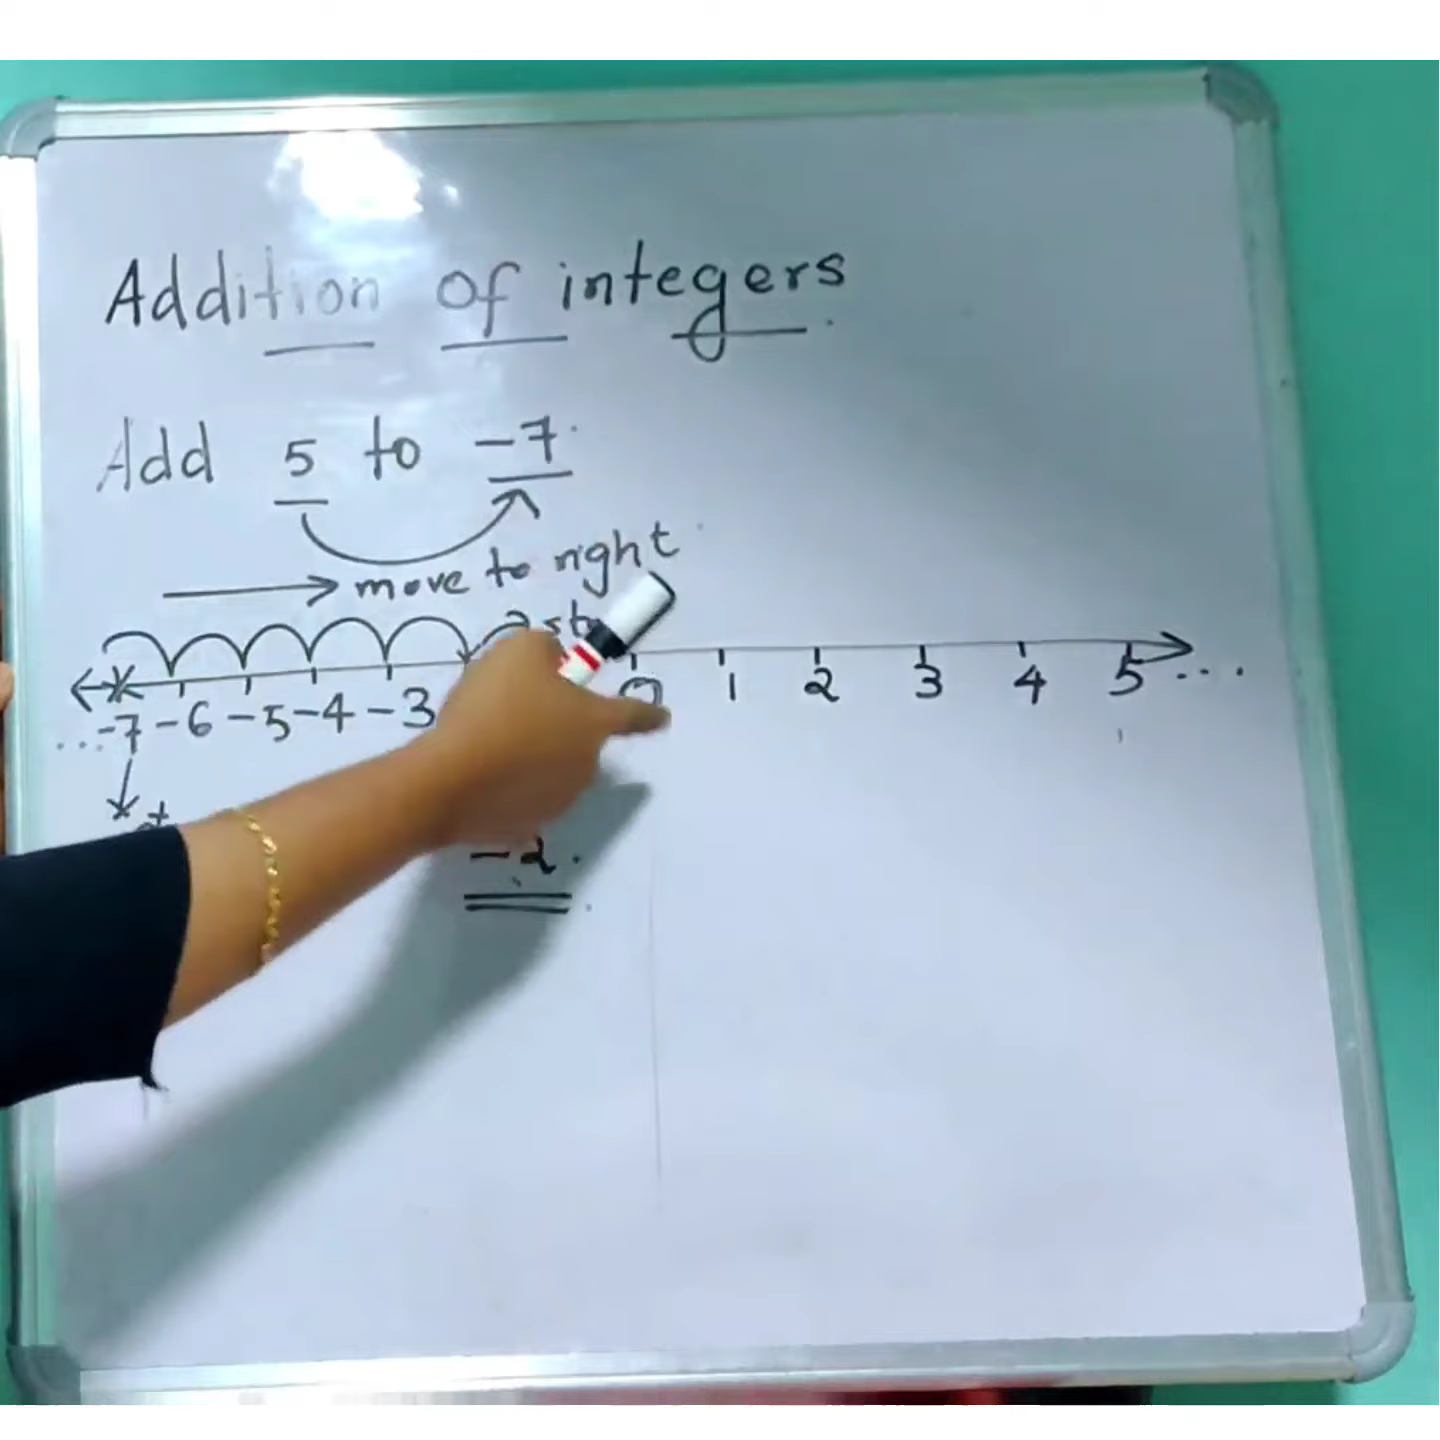 Addition of integers.
Add 5 to -7.
→ move to right
...-7 -6 -5 -4 -3 0 1 2 3 4 5...
-2.